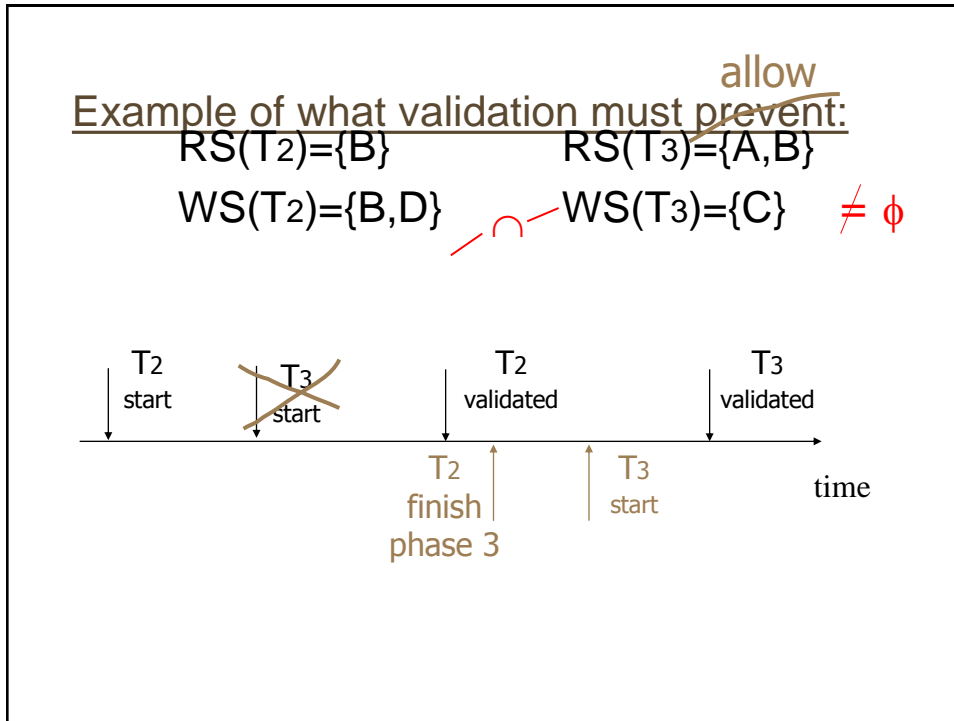 allow
Example of what validation must prevent:
RS(T2)={B} RS(T3)={A,B}
WS(T2)={B,D} ∩ WS(T3)={C} ≠ ϕ
T2 T3 T2 T3
start start validated validated
T2 T3
finish start
phase 3
time